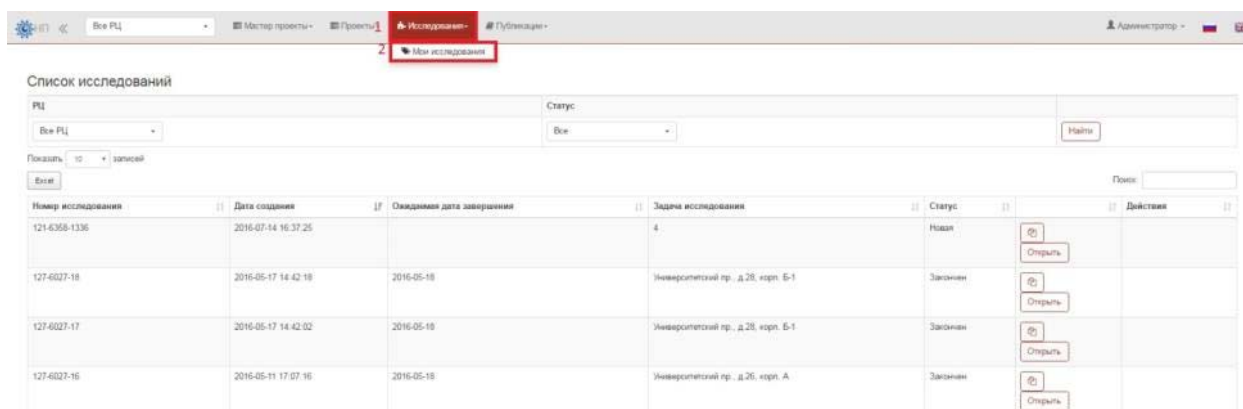 НП Все РЦ Мастер проекты Проекты 1 Исследования Публикации Администратор
2 Мои исследования
Список исследований
РЦ Статус
Все РЦ Все Найти
Показать 10 записей
Excel Поиск:
Номер исследования Дата создания Ожидаемая дата завершения Задача исследования Статус Действия
121-6358-1336 2016-07-14 16:37:25 4 Новая
Открыть
127-6027-18 2016-05-17 14:42:18 2016-05-18 Университетский пр., д.28, корп. Б-1 Закончен
Открыть
127-6027-17 2016-05-17 14:42:02 2016-05-18 Университетский пр., д.28, корп. Б-1 Закончен
Открыть
127-6027-16 2016-05-11 17:07:16 2016-05-18 Университетский пр., д.26, корп. А Закончен
Открыть